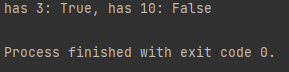 has 3: True, has 10: False
Process finished with exit code 0.